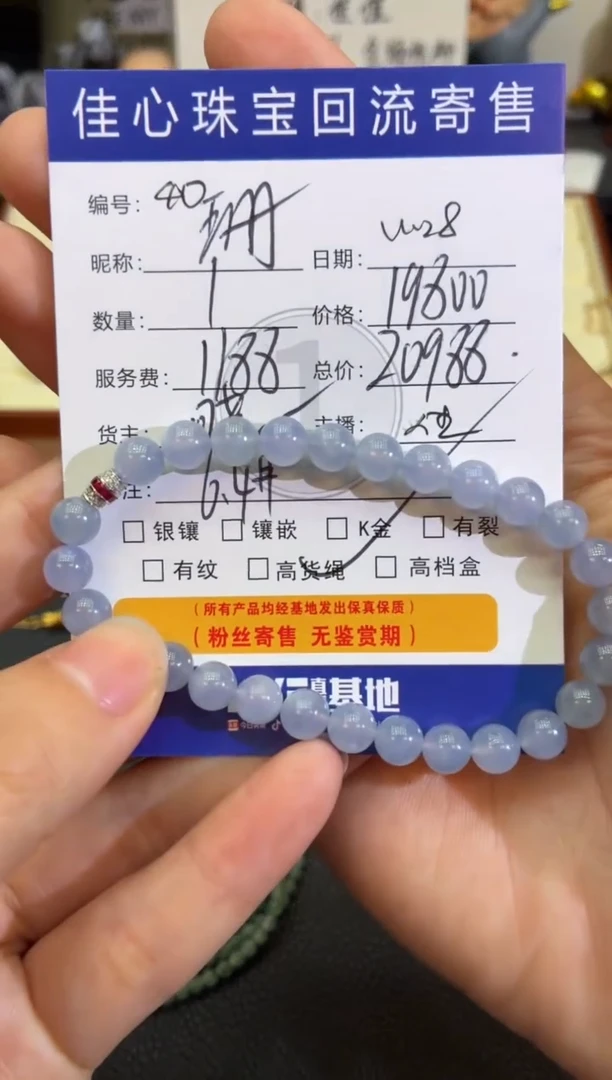 佳心珠宝回流寄售
编号: 40 珊
昵称: 日期:
数量: 1 价格: 19800
服务费: 1188 总价: 20988.
货主: 主播:
注: 6.4#
□ 银镶 □ 镶嵌 □ K金 □ 有裂
□ 有纹 □ 高货绳 □ 高档盒
(所有产品均经基地发出保真保质)
(粉丝寄售 无鉴赏期)
基地